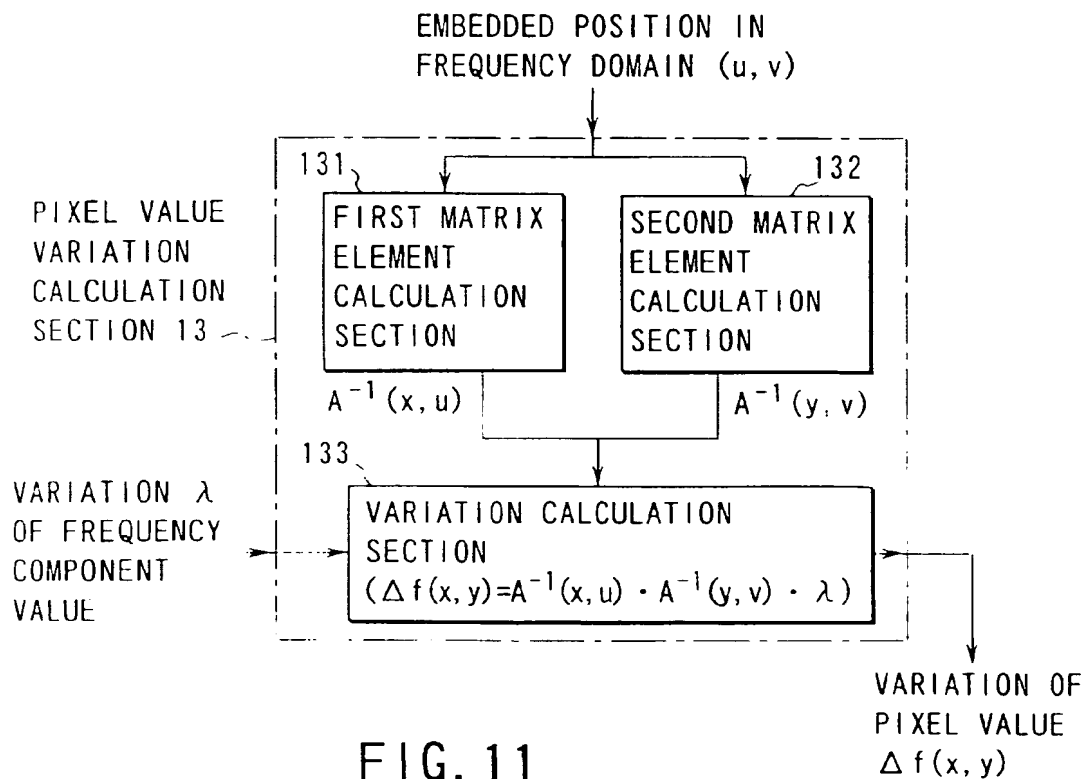 EMBEDDED POSITION IN
FREQUENCY DOMAIN (u, v)
PIXEL VALUE
VARIATION
CALCULATION
SECTION 13
131
FIRST MATRIX
ELEMENT
CALCULATION
SECTION
132
SECOND MATRIX
ELEMENT
CALCULATION
SECTION
A⁻¹ (x, u)
A⁻¹ (y, v)
VARIATION λ
OF FREQUENCY
COMPONENT
VALUE
133
VARIATION CALCULATION
SECTION
(Δf(x, y)=A⁻¹(x, u) · A⁻¹(y, v) · λ)
VARIATION OF
PIXEL VALUE
Δf(x, y)
FIG. 11